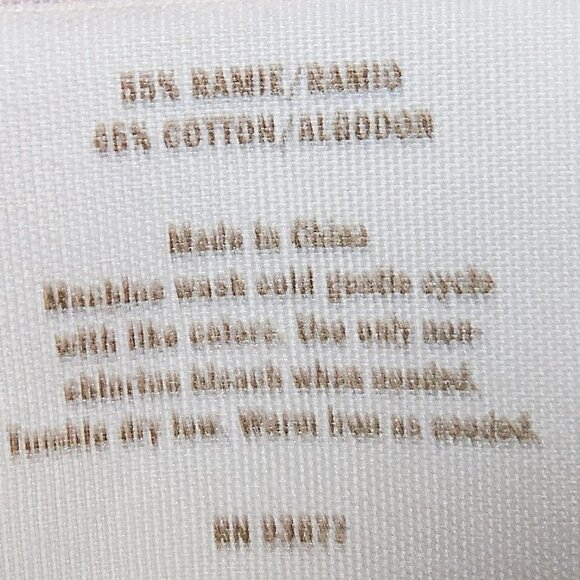 55% RAMIE/RAMIO
45% COTTON/ALGODON
Made in China
Machine wash cold gentle cycle
with like colors. Use only non-
chlorine bleach when needed.
Tumble dry low. Warm iron as needed.
RN